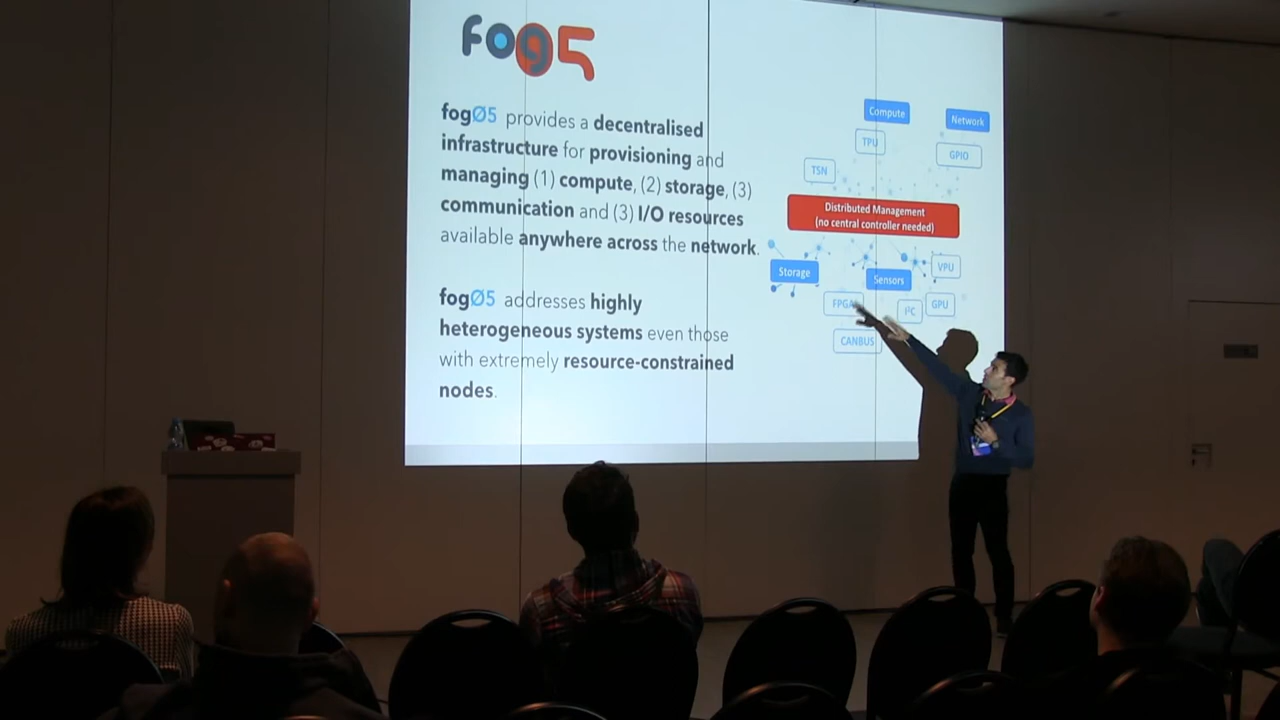 fog05
fogØ5 provides a decentralised
infrastructure for provisioning and
managing (1) compute, (2) storage, (3)
communication and (3) I/O resources
available anywhere across the network.
fogØ5 addresses highly
heterogeneous systems even those
with extremely resource-constrained
nodes.
Compute
Network
TPU
GPIO
TSN
Distributed Management
(no central controller needed)
Storage
Sensors
VPU
FPGA
I²C
GPU
CANBUS